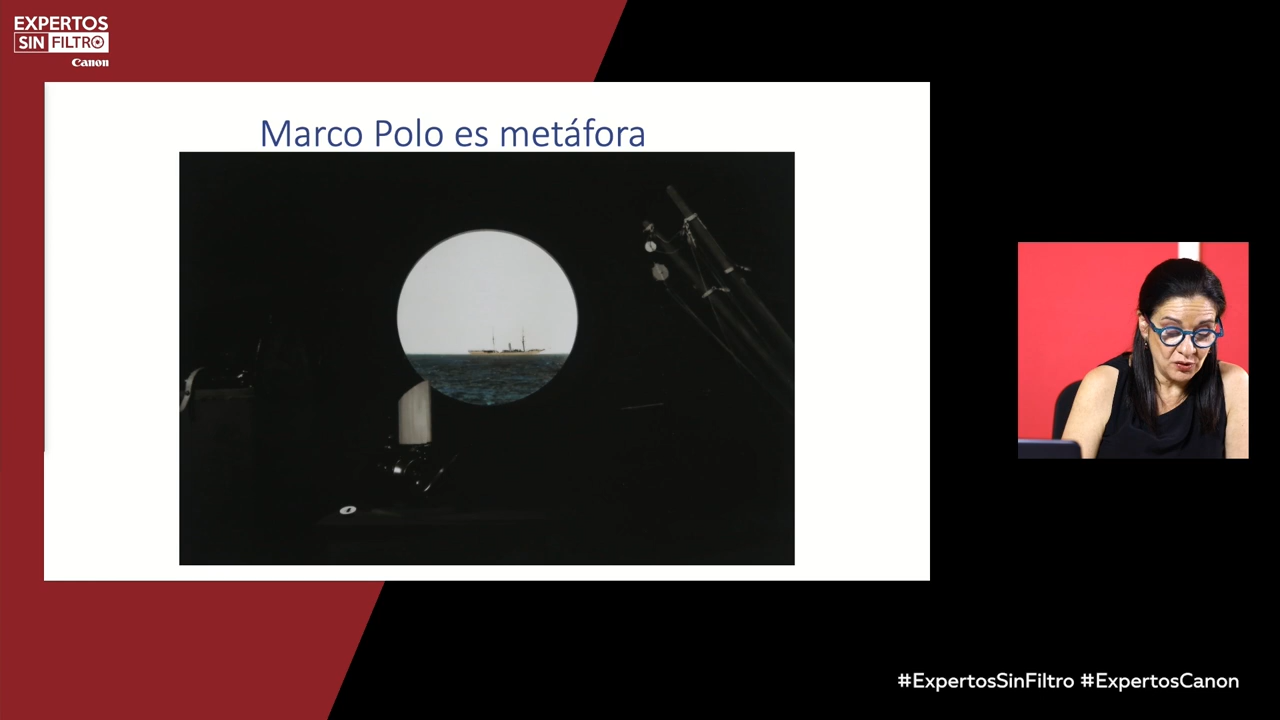 EXPERTOS
SIN FILTRO
Canon
Marco Polo es metáfora
#ExpertosSinFiltro #ExpertosCanon